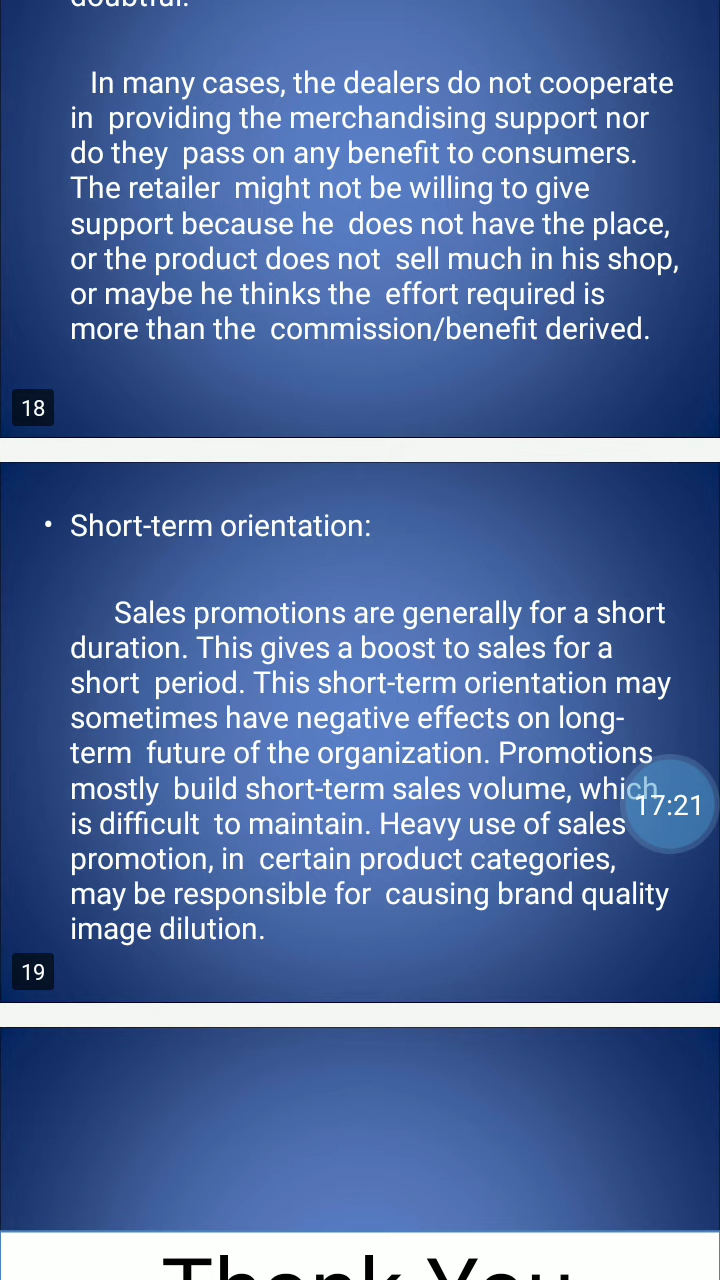 doubtful.
In many cases, the dealers do not cooperate
in providing the merchandising support nor
do they pass on any benefit to consumers.
The retailer might not be willing to give
support because he does not have the place,
or the product does not sell much in his shop,
or maybe he thinks the effort required is
more than the commission/benefit derived.
18
• Short-term orientation:
Sales promotions are generally for a short
duration. This gives a boost to sales for a
short period. This short-term orientation may
sometimes have negative effects on long-
term future of the organization. Promotions
mostly build short-term sales volume, which
17:21
is difficult to maintain. Heavy use of sales
promotion, in certain product categories,
may be responsible for causing brand quality
image dilution.
19
Thank You